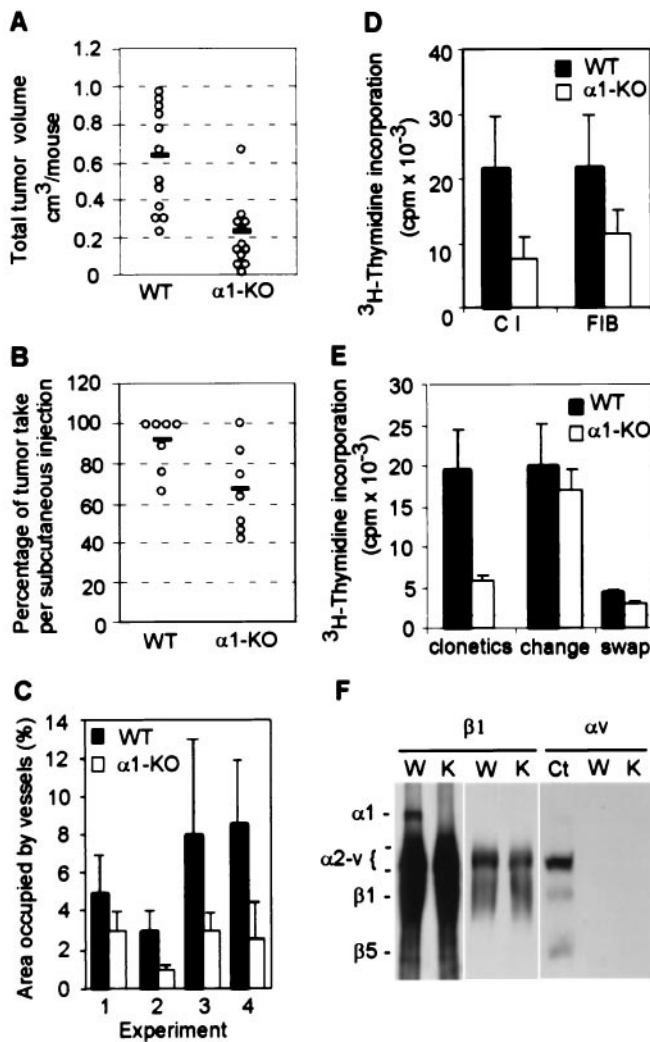 A
Total tumor volume
cm³/mouse
1.2
1.0
0.8
0.6
0.4
0.2
0
WT
α1-KO
B
Percentage of tumor take
per subcutaneous injection
120
100
80
60
40
20
0
WT
α1-KO
C
Area occupied by vessels (%)
14
12
10
8
6
4
2
0
WT
α1-KO
1 2 3 4
Experiment
D
³H-Thymidine incorporation
(cpm x 10⁻³)
40
30
20
10
0
WT
α1-KO
C I
FIB
E
³H-Thymidine incorporation
(cpm x 10⁻³)
30
25
20
15
10
5
0
WT
α1-KO
clonetics change swap
F
β1 αv
W K W K Ct W K
α1 -
α2-v {
β1 -
β5 -